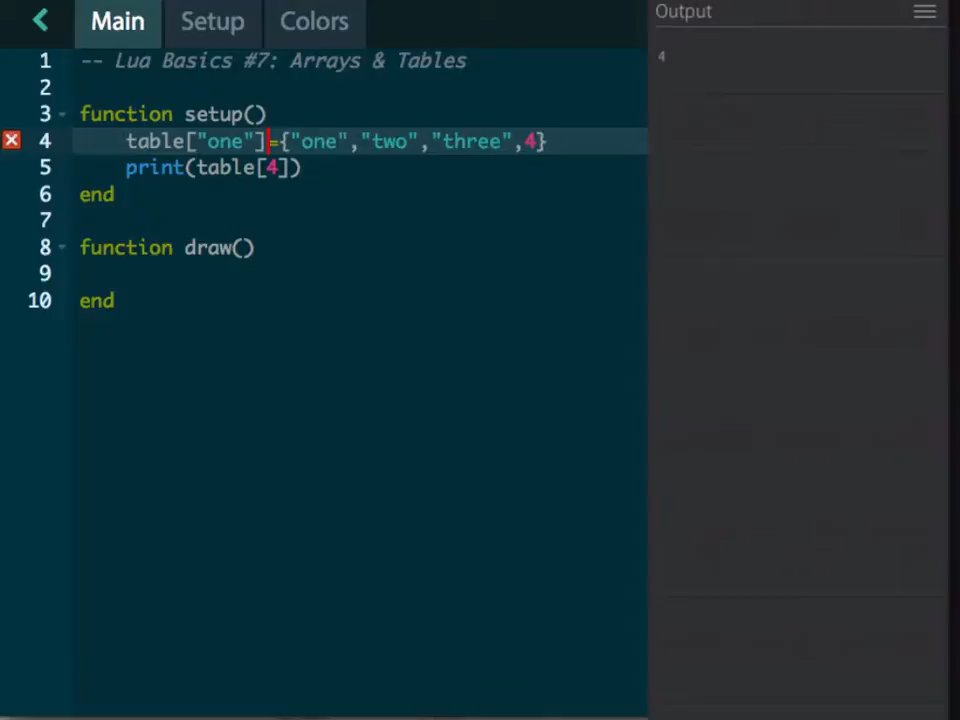 Main Setup Colors
Output
4
1 -- Lua Basics #7: Arrays & Tables
2
3 function setup()
4 table["one"]={"one","two","three",4}
5 print(table[4])
6 end
7
8 function draw()
9
10 end